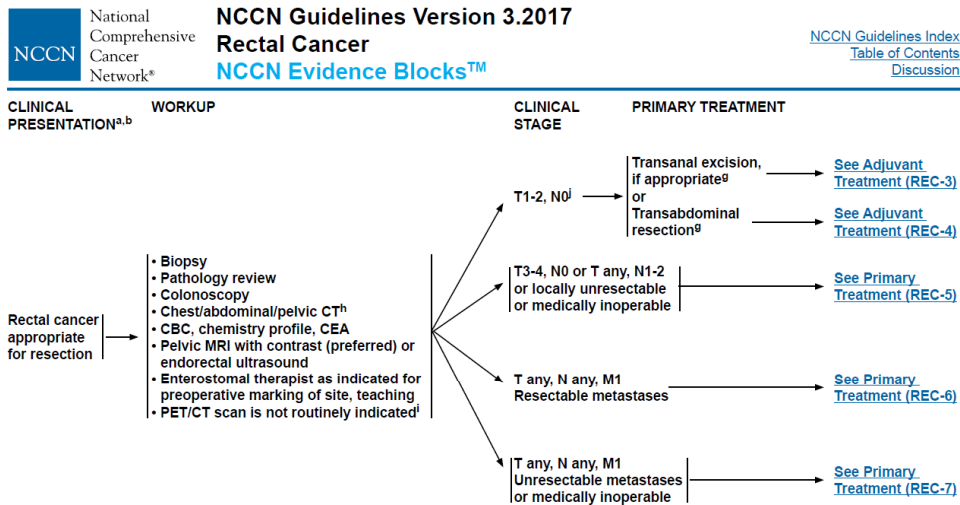 NCCN
National
Comprehensive
Cancer
Network®
NCCN Guidelines Version 3.2017
Rectal Cancer
NCCN Evidence Blocks™
NCCN Guidelines Index
Table of Contents
Discussion
CLINICAL
PRESENTATIONa,b
WORKUP
CLINICAL
STAGE
PRIMARY TREATMENT
Rectal cancer
appropriate
for resection
• Biopsy
• Pathology review
• Colonoscopy
• Chest/abdominal/pelvic CTh
• CBC, chemistry profile, CEA
• Pelvic MRI with contrast (preferred) or
endorectal ultrasound
• Enterostomal therapist as indicated for
preoperative marking of site, teaching
• PET/CT scan is not routinely indicatedi
T1-2, N0j
Transanal excision,
if appropriateg
or
Transabdominal
resectiong
See Adjuvant
Treatment (REC-3)
See Adjuvant
Treatment (REC-4)
T3-4, N0 or T any, N1-2
or locally unresectable
or medically inoperable
See Primary
Treatment (REC-5)
T any, N any, M1
Resectable metastases
See Primary
Treatment (REC-6)
T any, N any, M1
Unresectable metastases
or medically inoperable
See Primary
Treatment (REC-7)